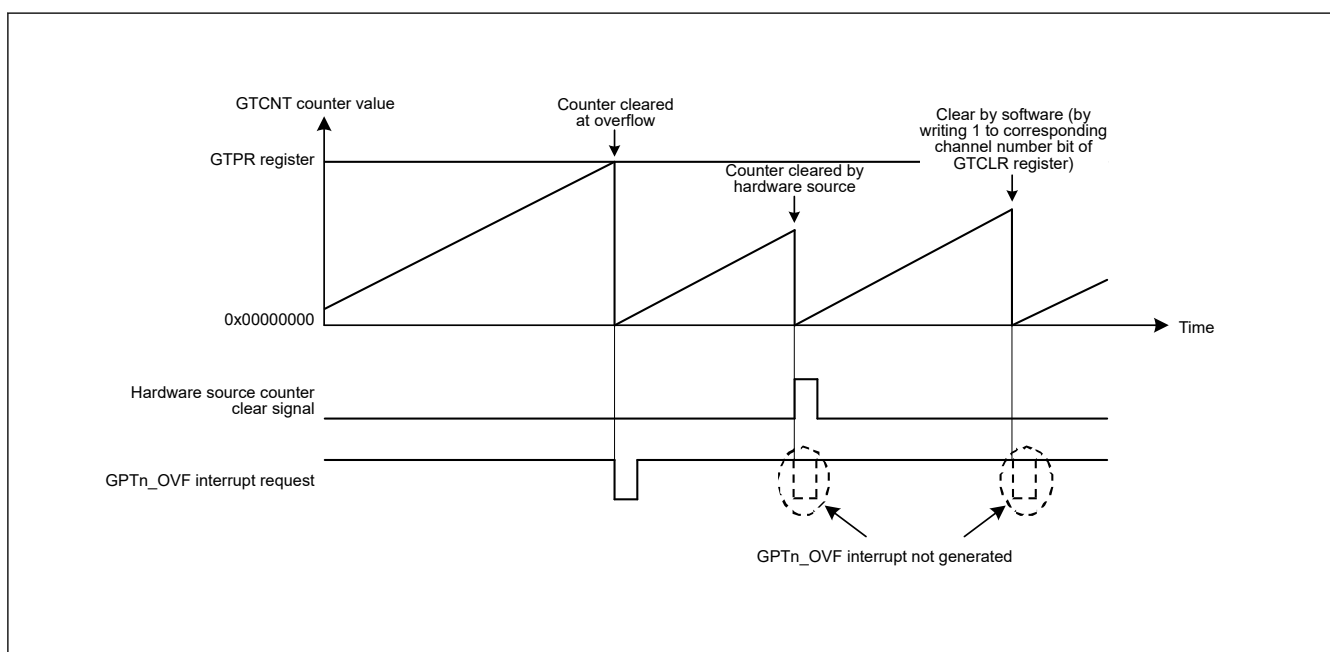 GTCNT counter value
Counter cleared
at overflow
Clear by software (by
writing 1 to corresponding
channel number bit of
GTCLR register)
GTPR register
Counter cleared by
hardware source
0x00000000
Time
Hardware source counter
clear signal
GPTn_OVF interrupt request
GPTn_OVF interrupt not generated